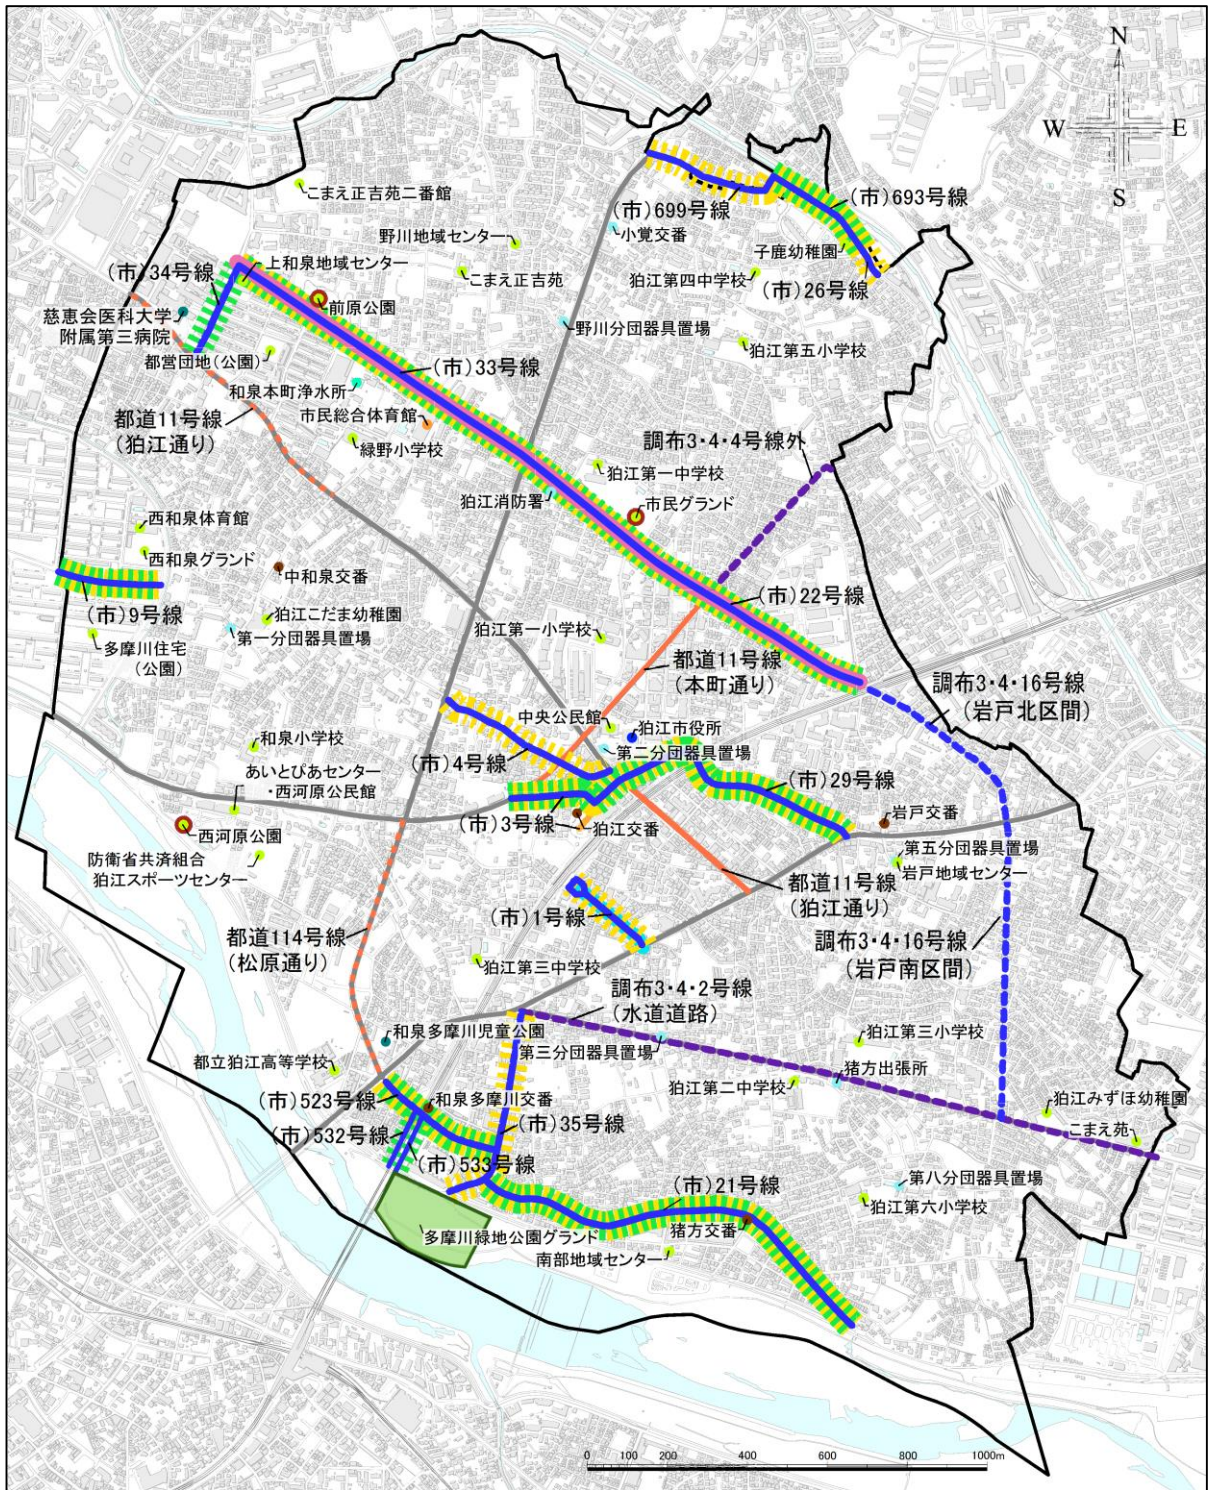 N
W
E
S
こまえ正吉苑二番館
(市)699号線
(市)693号線
小覚交番
野川地域センター
子鹿幼稚園
こまえ正吉苑
狛江第四中学校
(市)26号線
(市)34号線
上和泉地域センター
前原公園
慈恵会医科大学
附属第三病院
野川分団器具置場
狛江第五小学校
都営団地(公園)
(市)33号線
和泉本町浄水所
都道11号線
(狛江通り)
市民総合体育館
緑野小学校
調布3・4・4号線外
狛江第一中学校
狛江消防署
市民グランド
西和泉体育館
西和泉グランド
中和泉交番
(市)9号線
(市)22号線
狛江こだま幼稚園
第一分団器具置場
狛江第一小学校
多摩川住宅
(公園)
都道11号線
(本町通り)
調布3・4・16号線
(岩戸北区間)
中央公民館
狛江市役所
和泉小学校
第二分団器具置場
(市)4号線
あいとぴあセンター
・西河原公民館
(市)29号線
(市)3号線
狛江交番
岩戸交番
西河原公園
第五分団器具置場
岩戸地域センター
防衛省共済組合
狛江スポーツセンター
都道11号線
(狛江通り)
(市)1号線
都道114号線
(松原通り)
調布3・4・16号線
(岩戸南区間)
狛江第三中学校
調布3・4・2号線
(水道道路)
和泉多摩川児童公園
狛江第三小学校
第三分団器具置場
都立狛江高等学校
猪方出張所
狛江第二中学校
(市)523号線
和泉多摩川交番
狛江みずほ幼稚園
(市)532号線
(市)35号線
こまえ苑
(市)533号線
(市)21号線
第八分団器具置場
狛江第六小学校
多摩川緑地公園グランド
猪方交番
南部地域センター
0 100 200 400 600 800 1000m